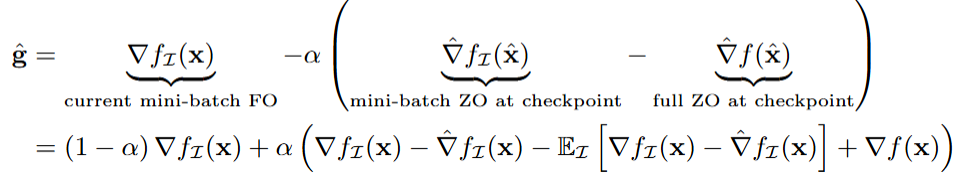 ĝ = ∇f_ℐ(x) −α ( ∇̂f_ℐ(x̂) − ∇̂f(x̂) )
current mini-batch FO mini-batch ZO at checkpoint full ZO at checkpoint
= (1 − α) ∇f_ℐ(x) + α ( ∇f_ℐ(x) − ∇̂f_ℐ(x) − 𝔼_ℐ [ ∇f_ℐ(x) − ∇̂f_ℐ(x) ] + ∇f(x) )